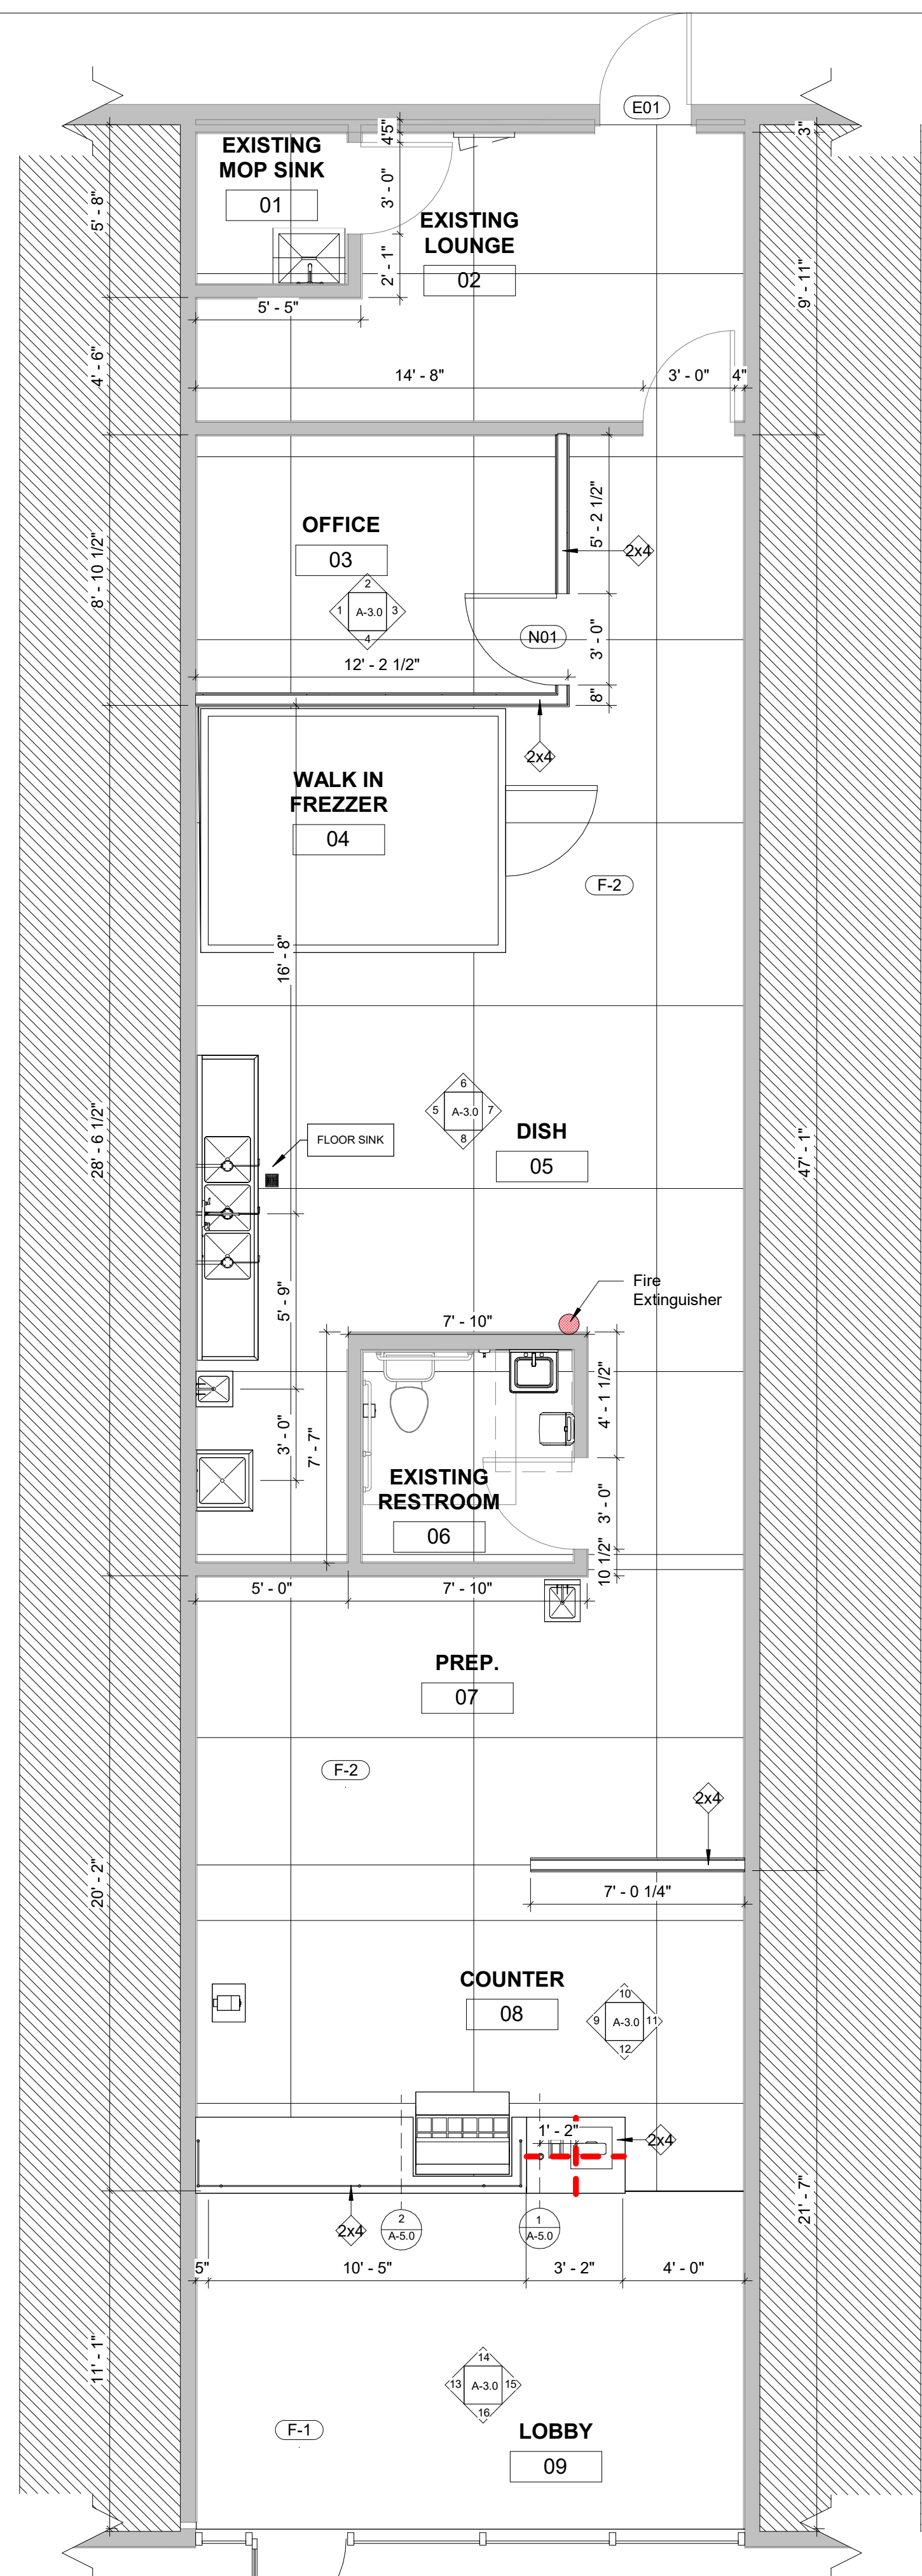 E01
4'5"
3"
EXISTING
MOP SINK
01
5' - 8"
3' - 0"
EXISTING
LOUNGE
02
2' - 1"
9' - 11"
5' - 5"
4' - 6"
14' - 8"
3' - 0"
4"
OFFICE
03
5' - 2 1/2"
2x4
8' - 10 1/2"
2
1
A-3.0
3
4
N01
3' - 0"
12' - 2 1/2"
8"
2x4
WALK IN
FREZZER
04
F-2
16' - 8"
6
5
A-3.0
7
8
DISH
05
FLOOR SINK
28' - 6 1/2"
47' - 1"
Fire
Extinguisher
5' - 9"
7' - 10"
4' - 1 1/2"
3' - 0"
7' - 7"
EXISTING
RESTROOM
06
3' - 0"
10 1/2"
5' - 0"
7' - 10"
PREP.
07
F-2
2x4
20' - 2"
7' - 0 1/4"
COUNTER
08
10
9
A-3.0
11
12
1' - 2"
2x4
2x4
2
A-5.0
1
A-5.0
21' - 7"
5"
10' - 5"
3' - 2"
4' - 0"
11' - 1"
14
13
A-3.0
15
16
F-1
LOBBY
09